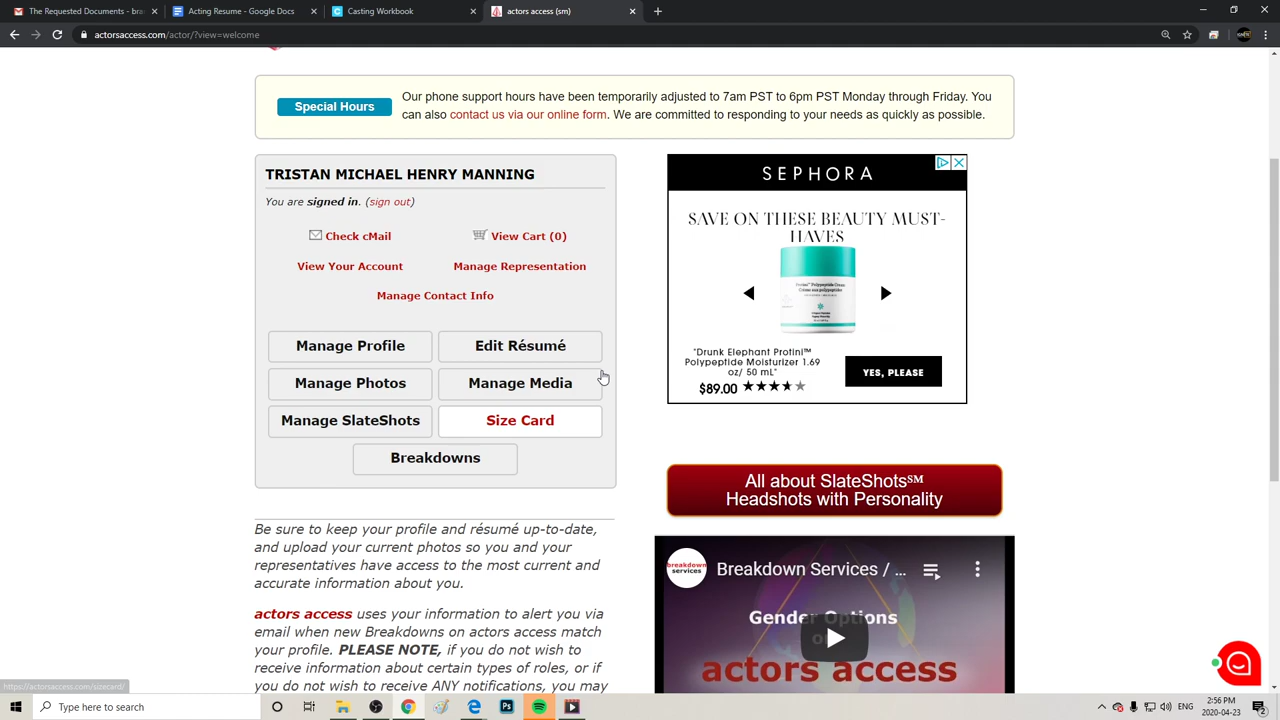 The Requested Documents - bra
Acting Resume - Google Docs
Casting Workbook
actors access (sm)
actorsaccess.com/actor/?view=welcome
Special Hours
Our phone support hours have been temporarily adjusted to 7am PST to 6pm PST Monday through Friday. You
can also contact us via our online form. We are committed to responding to your needs as quickly as possible.
TRISTAN MICHAEL HENRY MANNING
You are signed in. (sign out)
Check cMail
View Cart (0)
View Your Account
Manage Representation
Manage Contact Info
Manage Profile
Edit Résumé
Manage Photos
Manage Media
Manage SlateShots
Size Card
Breakdowns
SEPHORA
SAVE ON THESE BEAUTY MUST-
HAVES
"Drunk Elephant Protini™
Polypeptide Moisturizer 1.69
oz/ 50 mL"
$89.00
YES, PLEASE
All about SlateShots℠
Headshots with Personality
Be sure to keep your profile and résumé up-to-date,
and upload your current photos so you and your
representatives have access to the most current and
accurate information about you.
actors access uses your information to alert you via
email when new Breakdowns on actors access match
your profile. PLEASE NOTE, if you do not wish to
receive information about certain types of roles, or if
you do not wish to receive ANY notifications, you may
breakdown
services
Breakdown Services / ...
Gender Options
on
actors access
https://actorsaccess.com/sizecard/
Type here to search
2:56 PM
2020-04-23
2